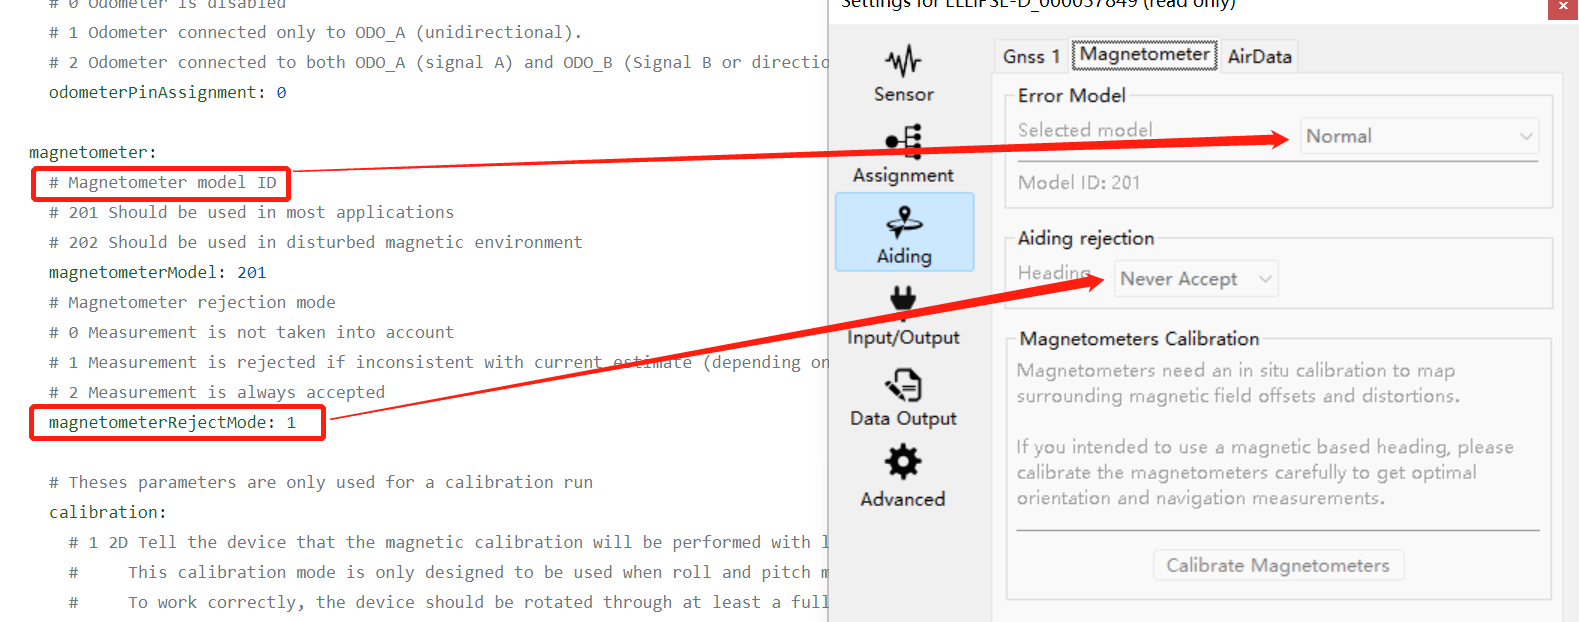 # 0 Odometer is disabled
# 1 Odometer connected only to ODO_A (unidirectional).
# 2 Odometer connected to both ODO_A (signal A) and ODO_B (Signal B or directio
odometerPinAssignment: 0
magnetometer:
# Magnetometer model ID
# 201 Should be used in most applications
# 202 Should be used in disturbed magnetic environment
magnetometerModel: 201
# Magnetometer rejection mode
# 0 Measurement is not taken into account
# 1 Measurement is rejected if inconsistent with current estimate (depending on
# 2 Measurement is always accepted
magnetometerRejectMode: 1
# Theses parameters are only used for a calibration run
calibration:
# 1 2D Tell the device that the magnetic calibration will be performed with l
# This calibration mode is only designed to be used when roll and pitch m
# To work correctly, the device should be rotated through at least a full
Settings for ELLIPSE-D_000037849 (read only)
Sensor
Assignment
Aiding
Input/Output
Data Output
Advanced
Gnss 1
Magnetometer
AirData
Error Model
Selected model
Normal
Model ID: 201
Aiding rejection
Heading
Never Accept
Magnetometers Calibration
Magnetometers need an in situ calibration to map
surrounding magnetic field offsets and distortions.
If you intended to use a magnetic based heading, please
calibrate the magnetometers carefully to get optimal
orientation and navigation measurements.
Calibrate Magnetometers